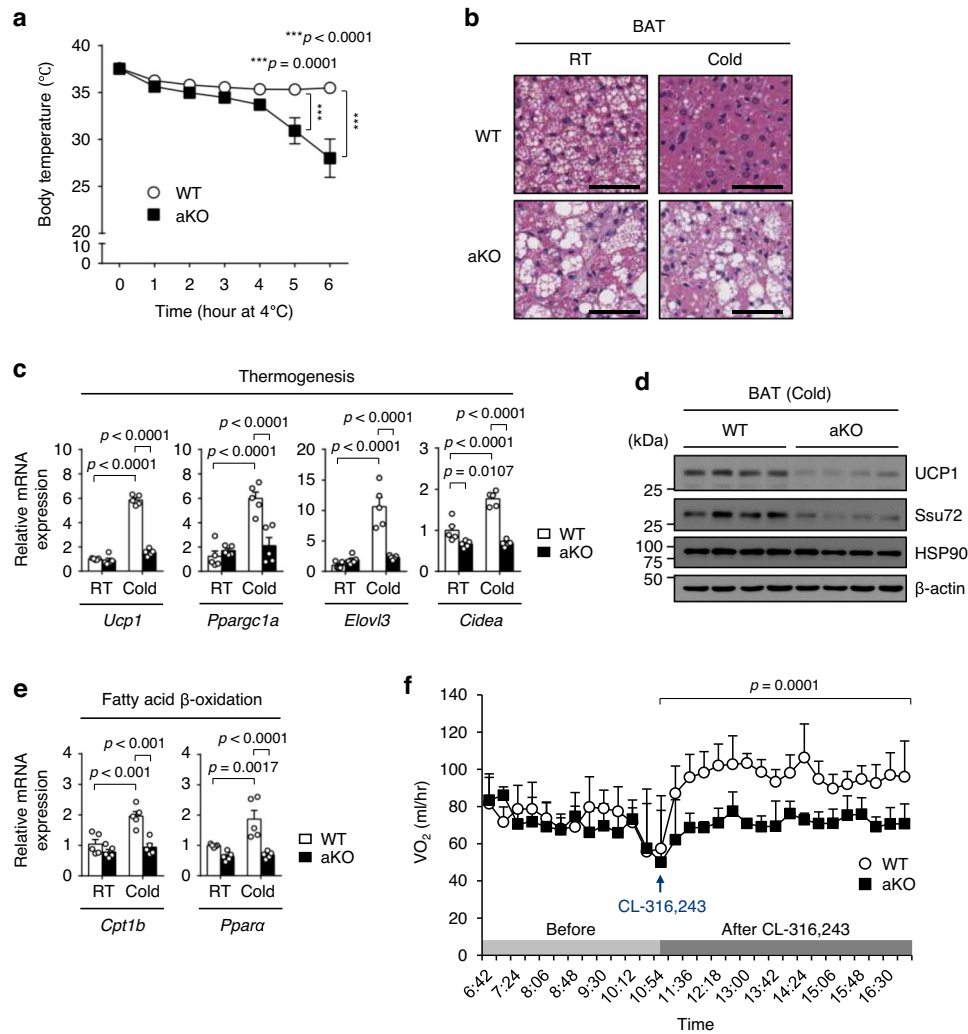 a
***p < 0.0001
***p = 0.0001
Body temperature (°C)
40
35
30
25
20
10
0
***
***
WT
aKO
0 1 2 3 4 5 6
Time (hour at 4°C)
b
BAT
RT Cold
WT
aKO
c
Thermogenesis
Relative mRNA
expression
p < 0.0001
p < 0.0001
10
8
6
4
2
0
RT Cold
Ucp1
p < 0.0001
p < 0.0001
10
8
6
4
2
0
RT Cold
Ppargc1a
p < 0.0001
p < 0.0001
20
15
10
5
0
RT Cold
Elovl3
p < 0.0001
p < 0.0001
p = 0.0107
3
2
1
0
RT Cold
Cidea
WT
aKO
d
BAT (Cold)
(kDa) WT aKO
25
UCP1
25
Ssu72
100
75
HSP90
50
β-actin
e
Fatty acid β-oxidation
Relative mRNA
expression
p < 0.001
p < 0.001
4
3
2
1
0
RT Cold
Cpt1b
p < 0.0001
p = 0.0017
4
3
2
1
0
RT Cold
Pparα
WT
aKO
f
p = 0.0001
VO2 (ml/hr)
140
120
100
80
60
40
20
0
WT
aKO
CL-316,243
Before After CL-316,243
6:42 7:24 8:06 8:48 9:30 10:12 10:54 11:36 12:18 13:00 13:42 14:24 15:06 15:48 16:30
Time